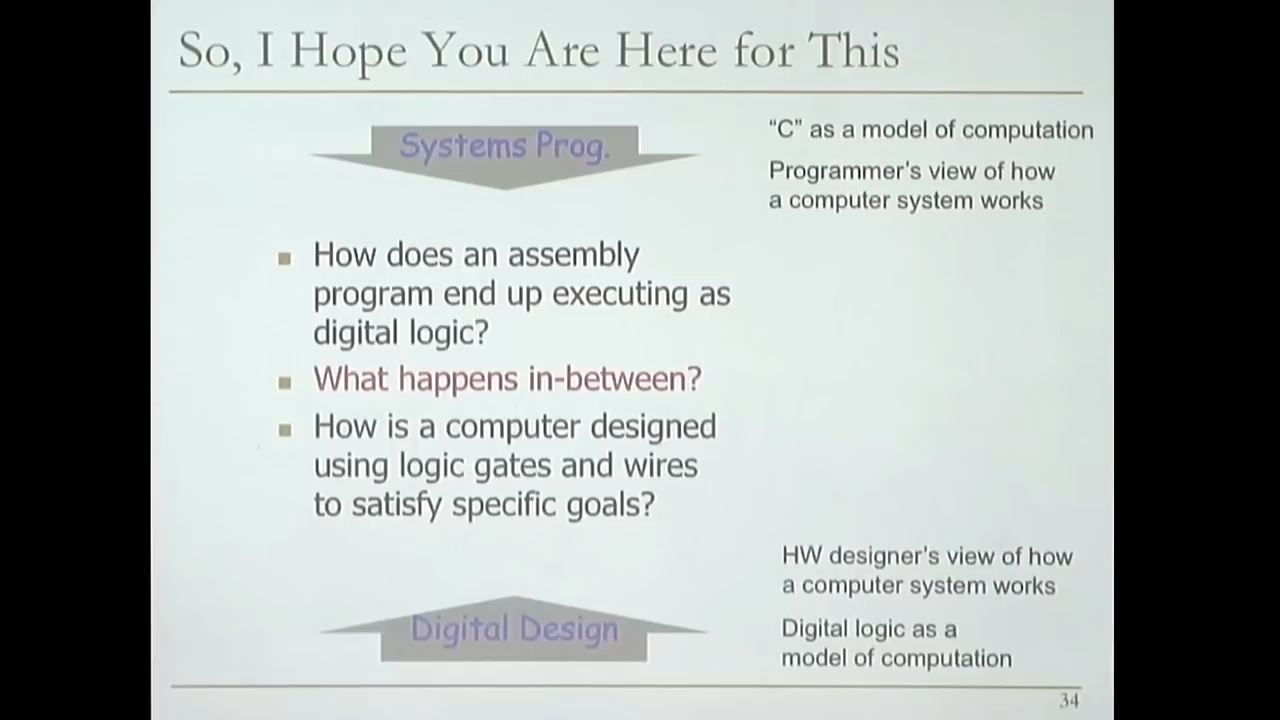 So, I Hope You Are Here for This
Systems Prog.
"C" as a model of computation
Programmer's view of how
a computer system works
■ How does an assembly
program end up executing as
digital logic?
■ What happens in-between?
■ How is a computer designed
using logic gates and wires
to satisfy specific goals?
HW designer's view of how
a computer system works
Digital Design
Digital logic as a
model of computation
34